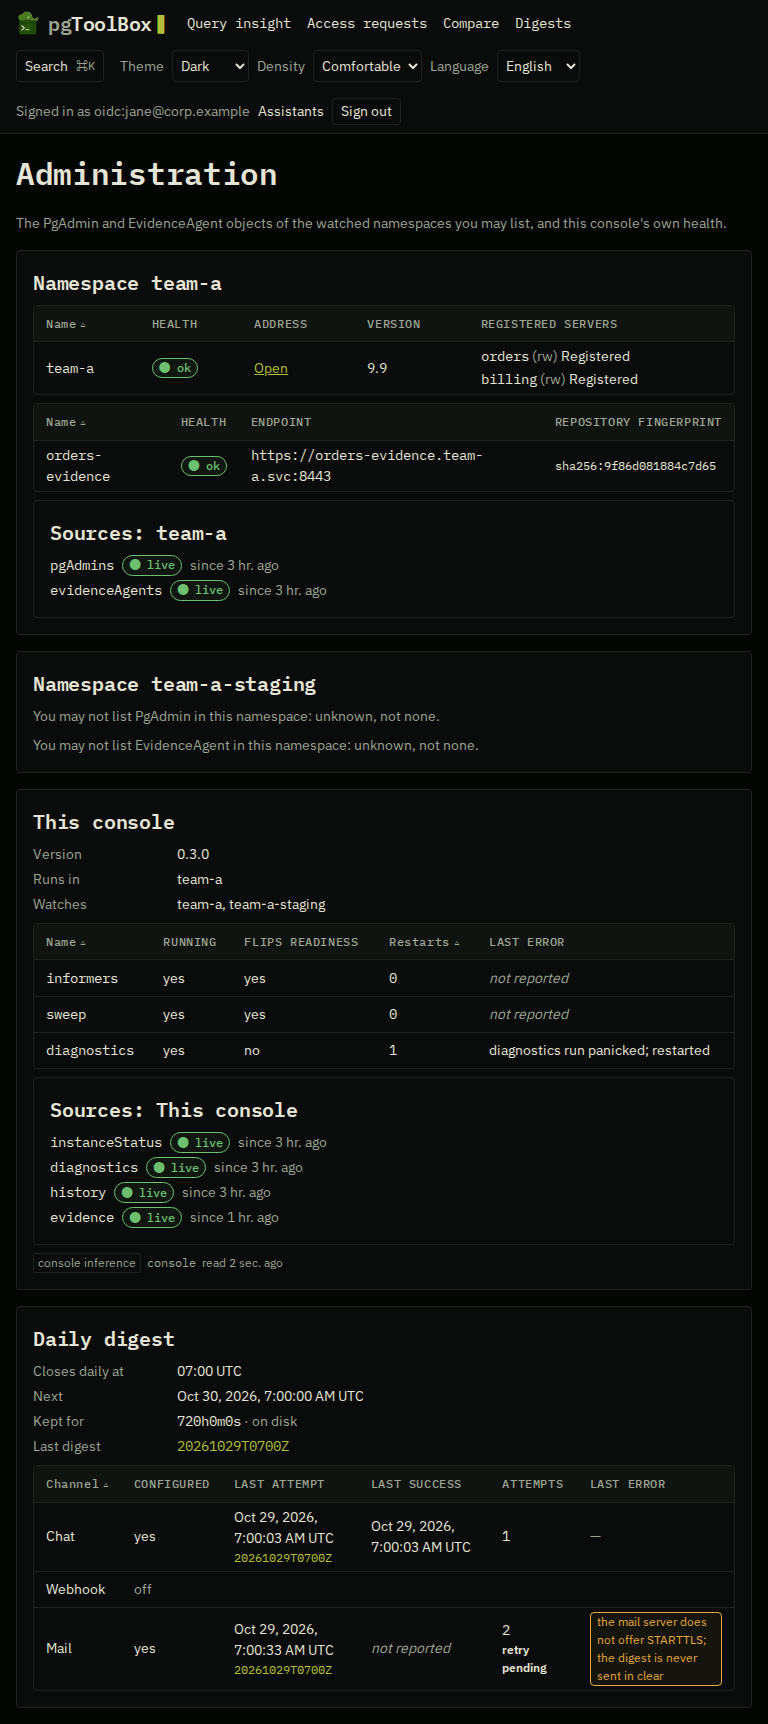 pgToolBox
Query insight Access requests Compare Digests
Search ⌘K Theme Dark Density Comfortable Language English
Signed in as oidc:jane@corp.example Assistants Sign out
Administration
The PgAdmin and EvidenceAgent objects of the watched namespaces you may list, and this console's own health.
Namespace team-a
Name HEALTH ADDRESS VERSION REGISTERED SERVERS
team-a ok Open 9.9 orders (rw) Registered
billing (rw) Registered
Name HEALTH ENDPOINT REPOSITORY FINGERPRINT
orders-evidence ok https://orders-evidence.team-a.svc:8443 sha256:9f86d081884c7d65
Sources: team-a
pgAdmins live since 3 hr. ago
evidenceAgents live since 3 hr. ago
Namespace team-a-staging
You may not list PgAdmin in this namespace: unknown, not none.
You may not list EvidenceAgent in this namespace: unknown, not none.
This console
Version 0.3.0
Runs in team-a
Watches team-a, team-a-staging
Name RUNNING FLIPS READINESS Restarts LAST ERROR
informers yes yes 0 not reported
sweep yes yes 0 not reported
diagnostics yes no 1 diagnostics run panicked; restarted
Sources: This console
instanceStatus live since 3 hr. ago
diagnostics live since 3 hr. ago
history live since 3 hr. ago
evidence live since 1 hr. ago
console inference console read 2 sec. ago
Daily digest
Closes daily at 07:00 UTC
Next Oct 30, 2026, 7:00:00 AM UTC
Kept for 720h0m0s · on disk
Last digest 20261029T0700Z
Channel CONFIGURED LAST ATTEMPT LAST SUCCESS ATTEMPTS LAST ERROR
Chat yes Oct 29, 2026, 7:00:03 AM UTC 20261029T0700Z Oct 29, 2026, 7:00:03 AM UTC 1 —
Webhook off
Mail yes Oct 29, 2026, 7:00:33 AM UTC 20261029T0700Z not reported 2 retry pending the mail server does not offer STARTTLS; the digest is never sent in clear